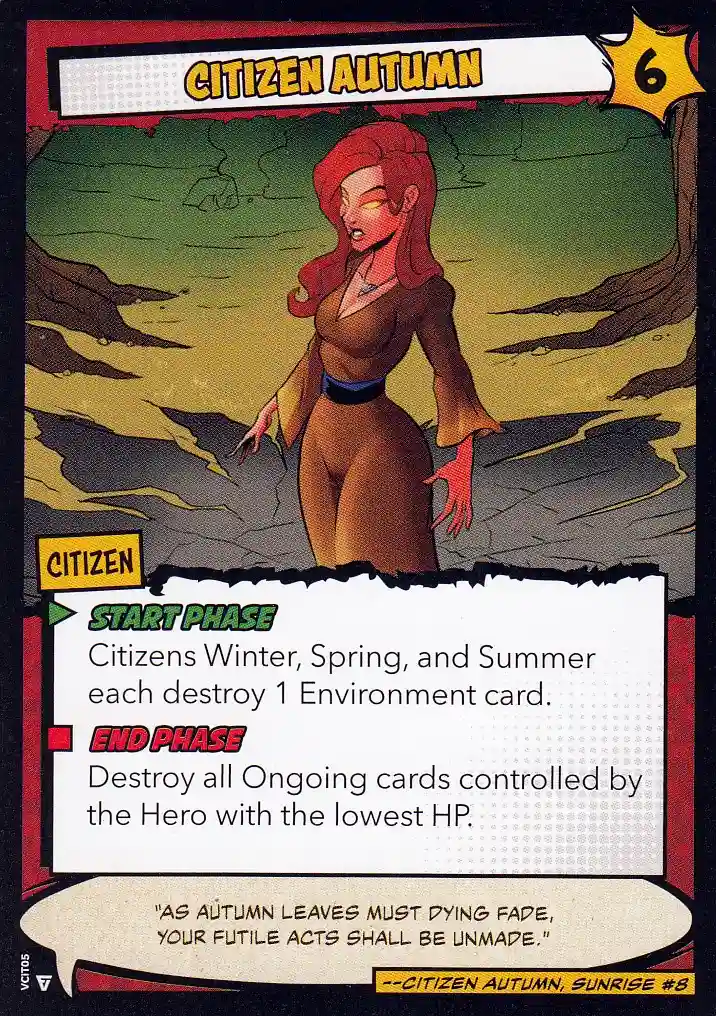 CITIZEN AUTUMN
6
CITIZEN
START PHASE
Citizens Winter, Spring, and Summer
each destroy 1 Environment card.
END PHASE
Destroy all Ongoing cards controlled by
the Hero with the lowest HP.
"AS AUTUMN LEAVES MUST DYING FADE,
YOUR FUTILE ACTS SHALL BE UNMADE."
--CITIZEN AUTUMN, SUNRISE #8
VCIT05